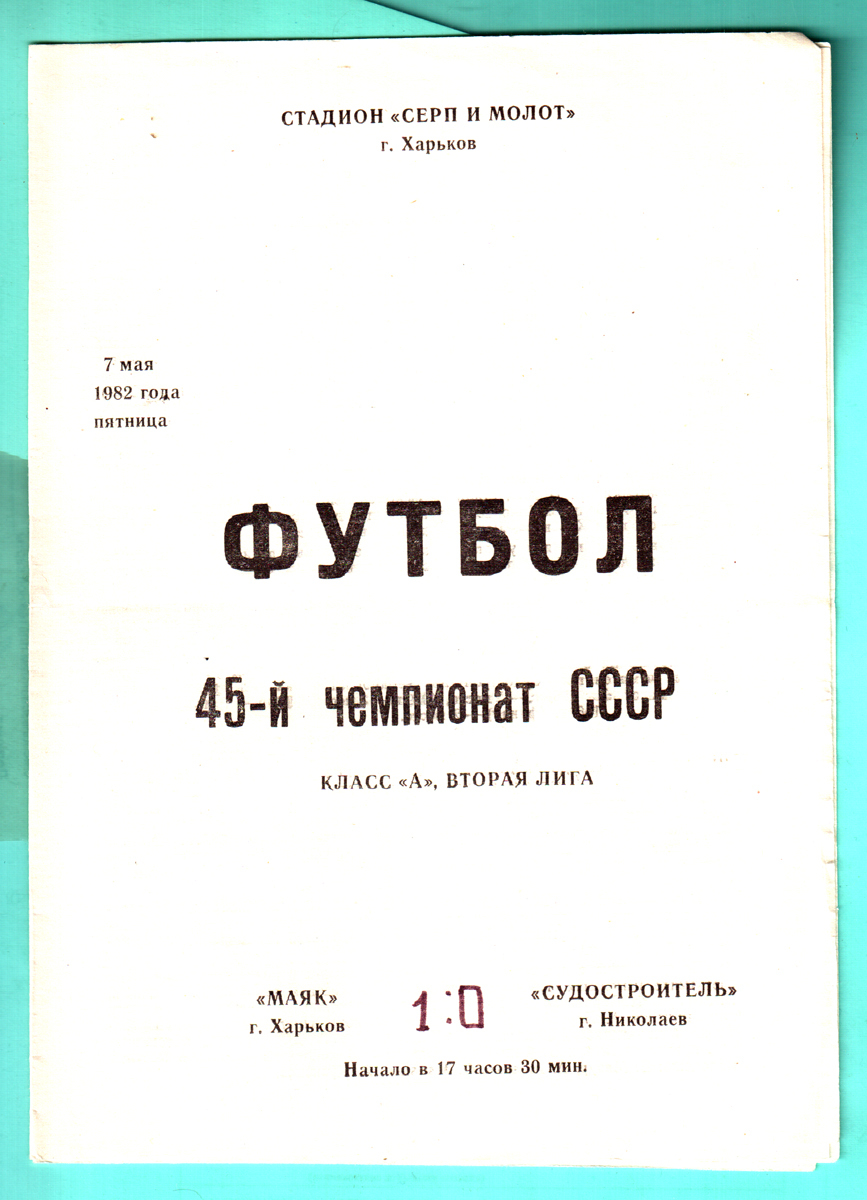 СТАДИОН «СЕРП И МОЛОТ»
г. Харьков
7 мая
1982 года
пятница
ФУТБОЛ
45-й чемпионат СССР
КЛАСС «А», ВТОРАЯ ЛИГА
«МАЯК» 1:0 «СУДОСТРОИТЕЛЬ»
г. Харьков г. Николаев
Начало в 17 часов 30 мин.